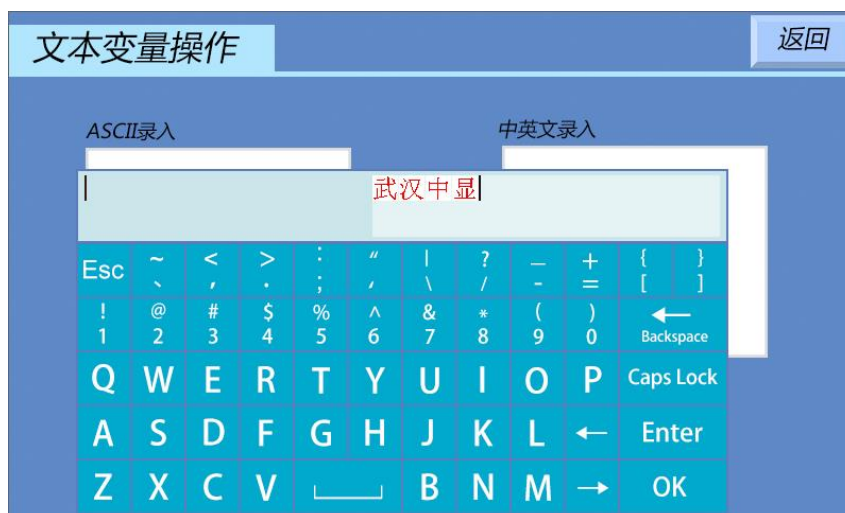 文本变量操作
返回
ASCII录入
中英文录入
武汉中显
Esc ~ ` < , > . : ; " ' | \ ? / _ - + = { [ } ]
! 1 @ 2 # 3 $ 4 % 5 ^ 6 & 7 * 8 ( 9 ) 0 ← Backspace
Q W E R T Y U I O P Caps Lock
A S D F G H J K L ← Enter
Z X C V B N M → OK